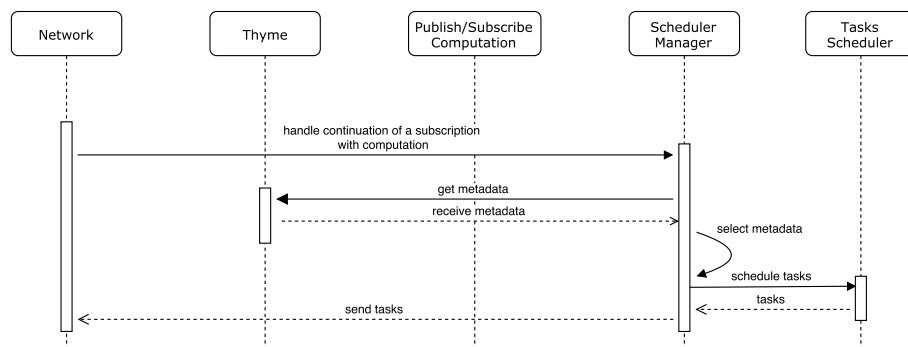 Network
Thyme
Publish/Subscribe
Computation
Scheduler
Manager
Tasks
Scheduler
handle continuation of a subscription
with computation
get metadata
receive metadata
select metadata
schedule tasks
tasks
send tasks